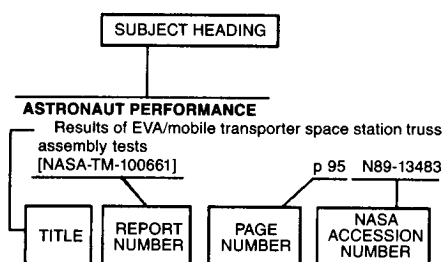 SUBJECT HEADING
ASTRONAUT PERFORMANCE
Results of EVA/mobile transporter space station truss
assembly tests
[NASA-TM-100661] p 95 N89-13483
TITLE
REPORT
NUMBER
PAGE
NUMBER
NASA
ACCESSION
NUMBER